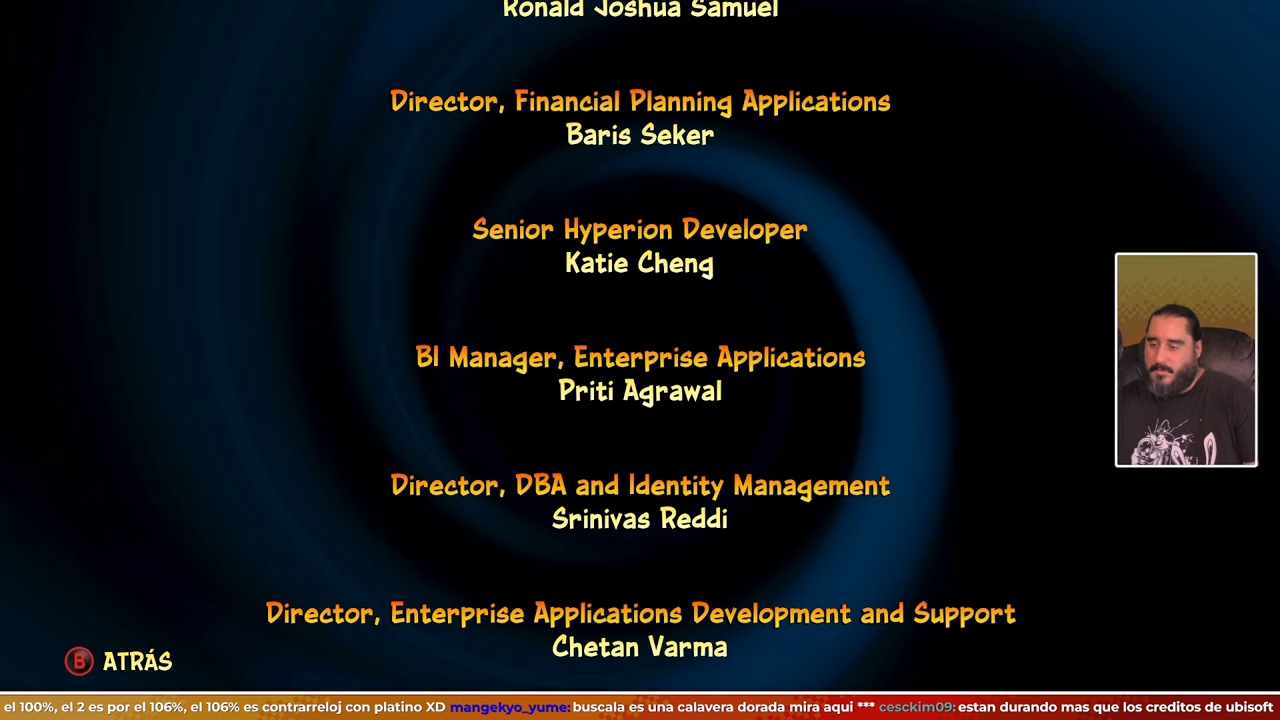 Ronald Joshua Samuel
Director, Financial Planning Applications
Baris Seker
Senior Hyperion Developer
Katie Cheng
BI Manager, Enterprise Applications
Priti Agrawal
Director, DBA and Identity Management
Srinivas Reddi
Director, Enterprise Applications Development and Support
Chetan Varma
B ATRÁS
el 100%, el 2 es por el 106%, el 106% es contrarreloj con platino XD mangekyo_yume: buscala es una calavera dorada mira aqui *** cesckim09: estan durando mas que los creditos de ubisoft